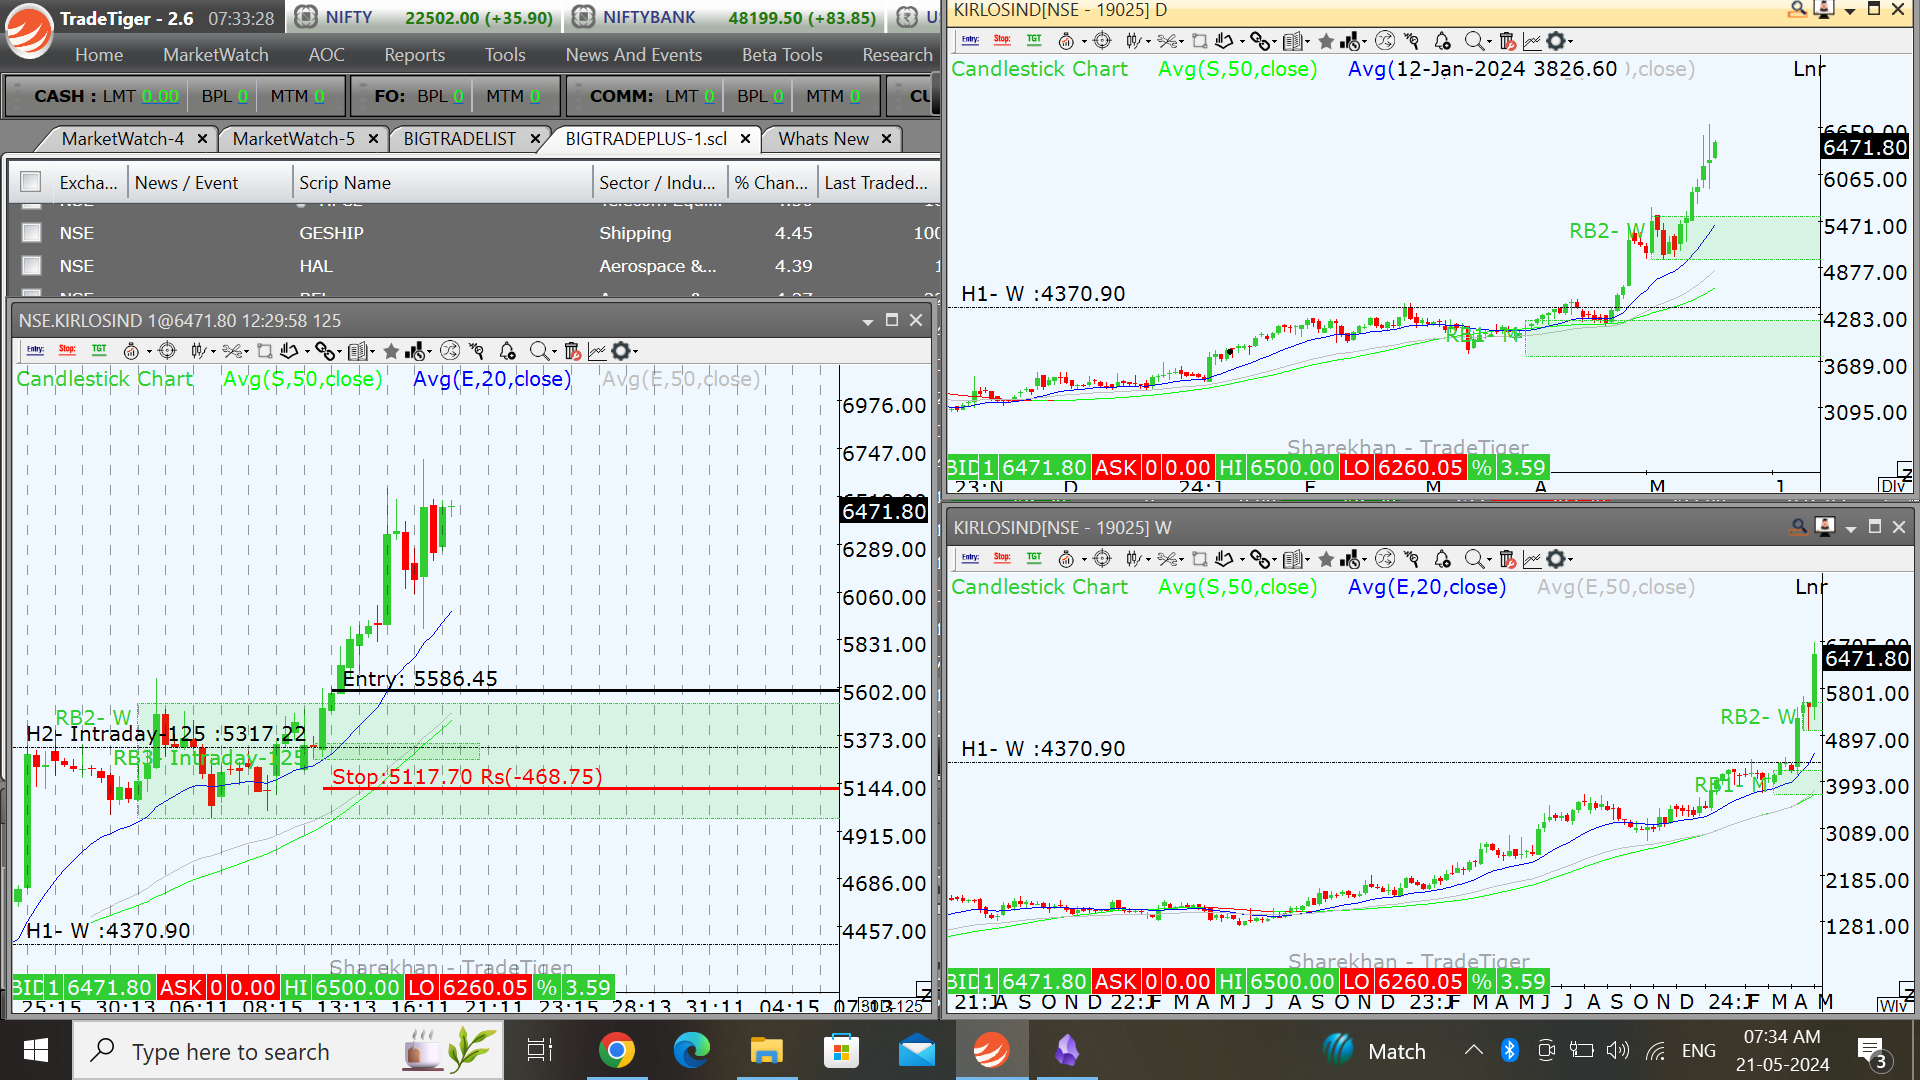 TradeTiger - 2.6 07:33:28 NIFTY 22502.00 (+35.90) NIFTYBANK 48199.50 (+83.85)
Home MarketWatch AOC Reports Tools News And Events Beta Tools Research
CASH : LMT 0.00 BPL 0 MTM 0 FO: BPL 0 MTM 0 COMM: LMT 0 BPL 0 MTM 0
MarketWatch-4 MarketWatch-5 BIGTRADELIST BIGTRADEPLUS-1.scl Whats New
Excha... News / Event Scrip Name Sector / Indu... % Chan... Last Traded...
NSE GESHIP Shipping 4.45 100
NSE HAL Aerospace &... 4.39 1
NSE.KIRLOSIND 1@6471.80 12:29:58 125
Entry: Stop: TGT
Candlestick Chart Avg(S,50,close) Avg(E,20,close) Avg(E,50,close)
6976.00
6747.00
6471.80
6289.00
6060.00
5831.00
Entry: 5586.45
5602.00
RB2- W
H2- Intraday-125 :5317.22
5373.00
RB3- Intraday-125
Stop:5117.70 Rs(-468.75)
5144.00
4915.00
4686.00
H1- W :4370.90
4457.00
Sharekhan - TradeTiger
BID 1 6471.80 ASK 0 0.00 HI 6500.00 LO 6260.05 % 3.59
25:15 30:13 06:11 08:15 13:13 16:11 21:11 23:15 28:13 31:11 04:15
KIRLOSIND[NSE - 19025] D
Entry: Stop: TGT
Candlestick Chart Avg(S,50,close) Avg(12-Jan-2024 3826.60 ),close) Lnr
6659.00
6471.80
6065.00
RB2- W
5471.00
4877.00
H1- W :4370.90
4283.00
RB1- M
3689.00
3095.00
Sharekhan - TradeTiger
BID 1 6471.80 ASK 0 0.00 HI 6500.00 LO 6260.05 % 3.59
23:N D 24:J F M A M J
KIRLOSIND[NSE - 19025] W
Entry: Stop: TGT
Candlestick Chart Avg(S,50,close) Avg(E,20,close) Avg(E,50,close) Lnr
6471.80
5801.00
RB2- W
H1- W :4370.90
4897.00
RB1- M
3993.00
3089.00
2185.00
1281.00
Sharekhan - TradeTiger
BID 1 6471.80 ASK 0 0.00 HI 6500.00 LO 6260.05 % 3.59
21:J A S O N D 22:J F M A M J J A S O N D 23:J F M A M J J A S O N D 24:J F M A M
Type here to search Match ENG 07:34 AM
21-05-2024
3